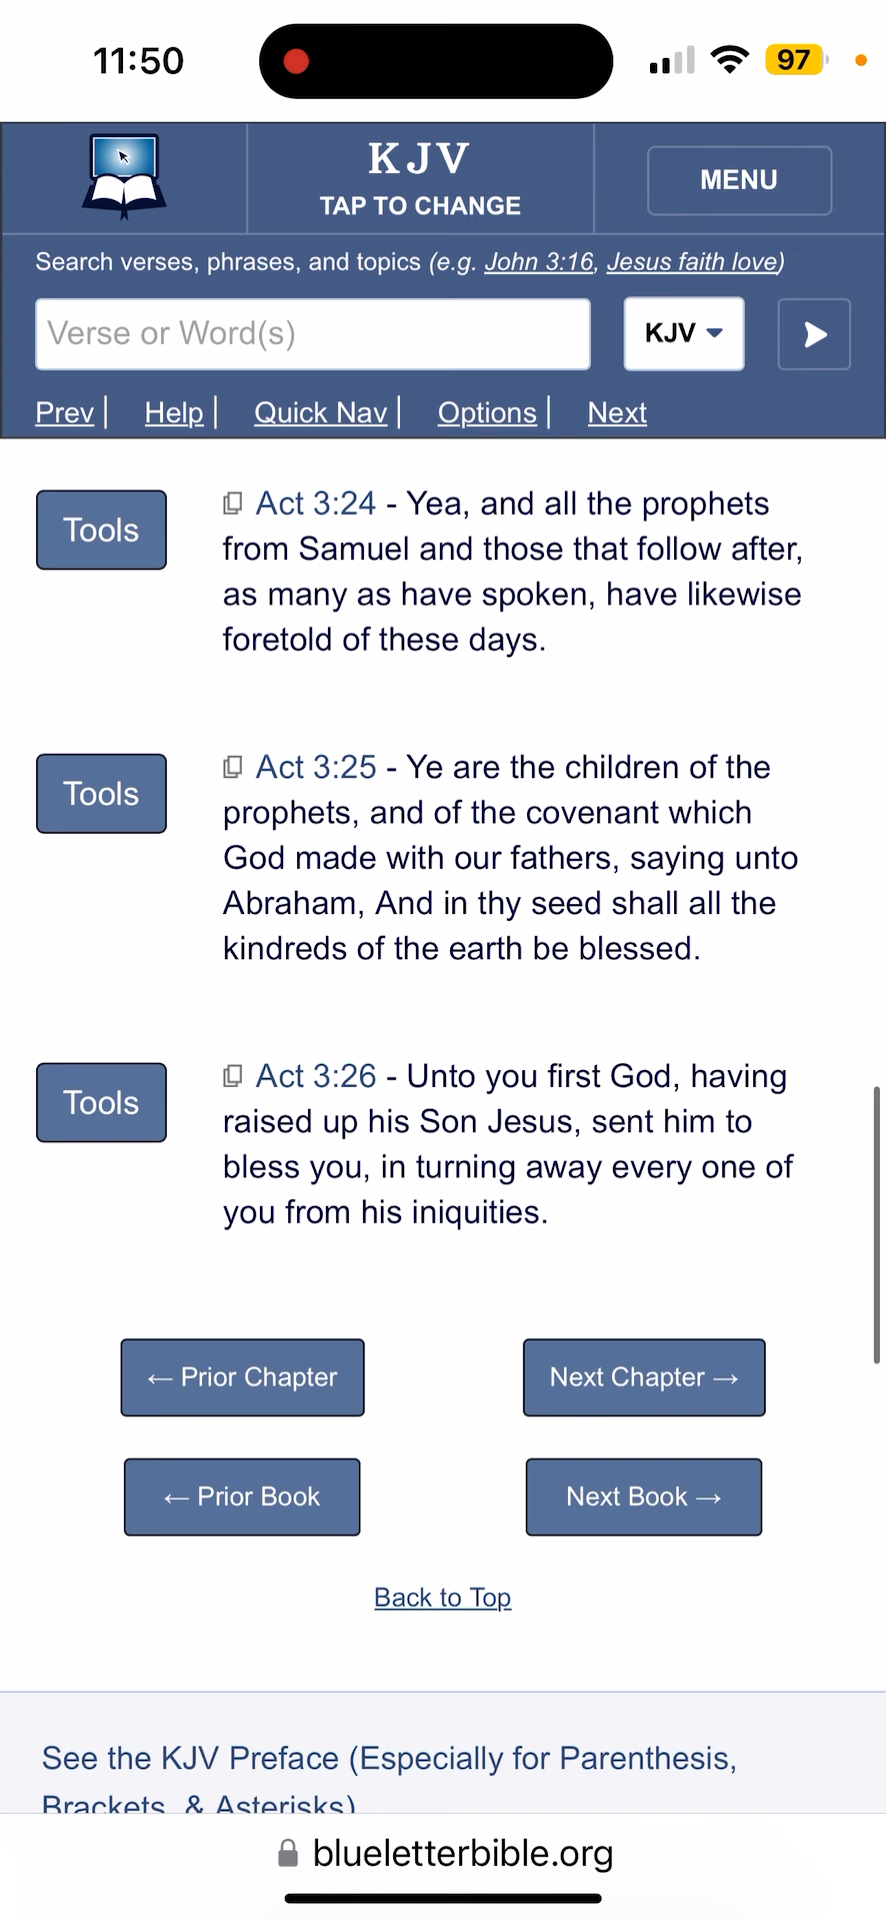 11:50
97
KJV
TAP TO CHANGE
MENU
Search verses, phrases, and topics (e.g. John 3:16, Jesus faith love)
Verse or Word(s)
KJV
Prev | Help | Quick Nav | Options | Next
Tools
Act 3:24 - Yea, and all the prophets
from Samuel and those that follow after,
as many as have spoken, have likewise
foretold of these days.
Tools
Act 3:25 - Ye are the children of the
prophets, and of the covenant which
God made with our fathers, saying unto
Abraham, And in thy seed shall all the
kindreds of the earth be blessed.
Tools
Act 3:26 - Unto you first God, having
raised up his Son Jesus, sent him to
bless you, in turning away every one of
you from his iniquities.
← Prior Chapter
Next Chapter →
← Prior Book
Next Book →
Back to Top
See the KJV Preface (Especially for Parenthesis,
Brackets, & Asterisks)
blueletterbible.org